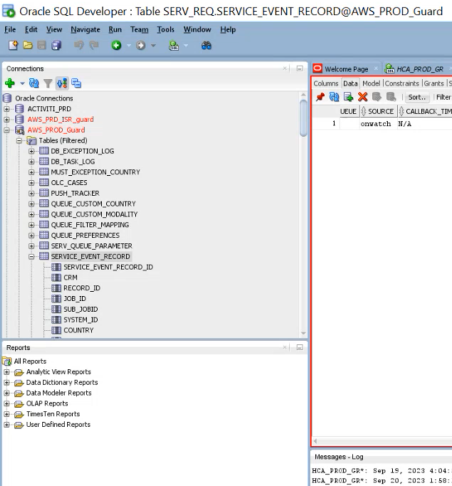 Oracle SQL Developer : Table SERV_REQ.SERVICE_EVENT_RECORD@AWS_PROD_Guard
File Edit View Navigate Run Team Tools Window Help
Connections
Oracle Connections
ACTIVITI_PRD
AWS_PRD_ISR_guard
AWS_PROD_Guard
Tables (Filtered)
DB_EXCEPTION_LOG
DB_TASK_LOG
MUST_EXCEPTION_COUNTRY
OLC_CASES
PUSH_TRACKER
QUEUE_CUSTOM_COUNTRY
QUEUE_CUSTOM_MODALITY
QUEUE_FILTER_MAPPING
QUEUE_PREFERENCES
SERV_QUEUE_PARAMETER
SERVICE_EVENT_RECORD
SERVICE_EVENT_RECORD_ID
CRM
RECORD_ID
JOB_ID
SUB_JOBID
SYSTEM_ID
COUNTRY
Reports
All Reports
Analytic View Reports
Data Dictionary Reports
Data Modeler Reports
OLAP Reports
TimesTen Reports
User Defined Reports
Welcome Page HCA_PROD_GR
Columns Data Model Constraints Grants S
Sort.. Filter
UEUE SOURCE CALLBACK_TIM
1 onwatch N/A
Messages - Log
HCA_PROD_GR": Sep 19, 2023 4:04:
HCA_PROD_GR": Sep 20, 2023 1:58: